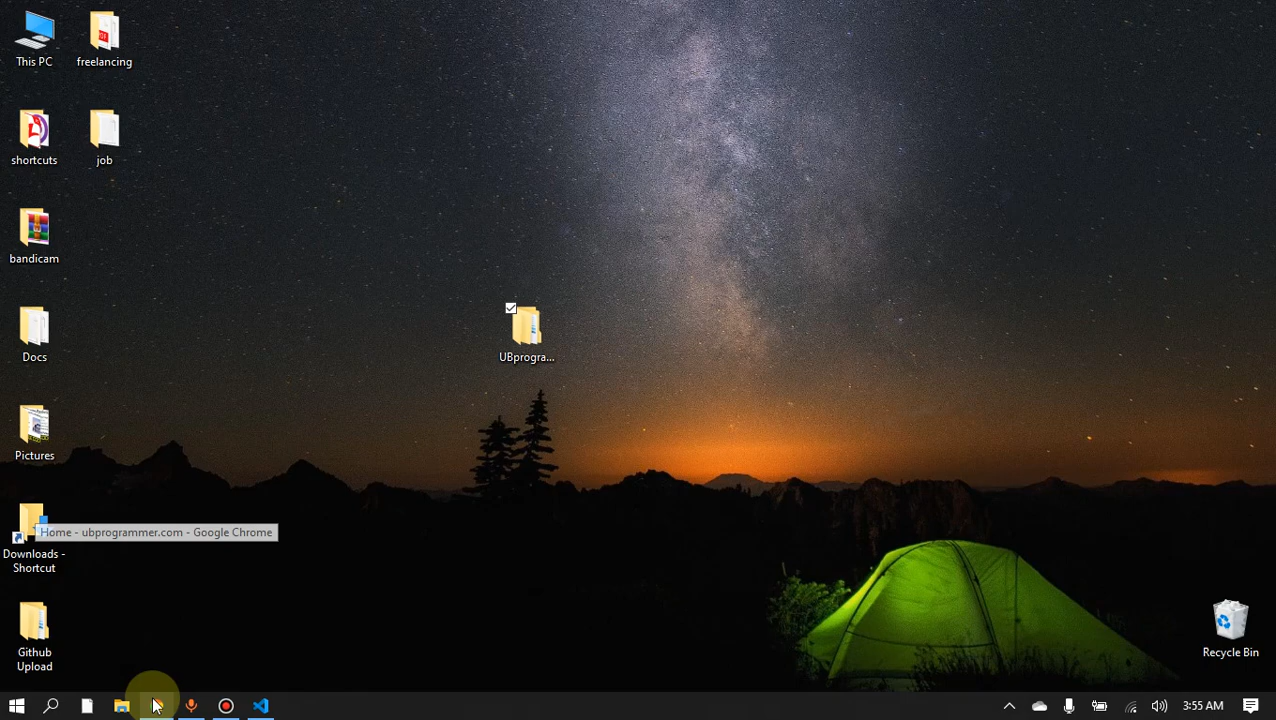 This PC
freelancing
shortcuts
job
bandicam
Docs
UBprogra...
Pictures
Home - ubprogrammer.com - Google Chrome
Downloads -
Shortcut
Github
Upload
Recycle Bin
3:55 AM